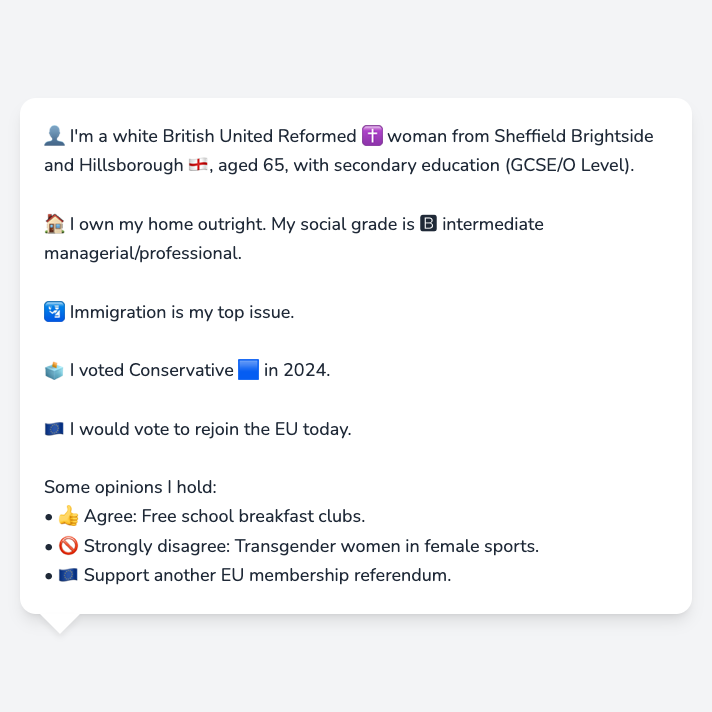 👤 I'm a white British United Reformed ✝️ woman from Sheffield Brightside
and Hillsborough 🏴󠁧󠁢󠁥󠁮󠁧󠁿, aged 65, with secondary education (GCSE/O Level).
🏠 I own my home outright. My social grade is 🅱 intermediate
managerial/professional.
🛂 Immigration is my top issue.
🗳️ I voted Conservative 🟦 in 2024.
🇪🇺 I would vote to rejoin the EU today.
Some opinions I hold:
• 👍 Agree: Free school breakfast clubs.
• 🚫 Strongly disagree: Transgender women in female sports.
• 🇪🇺 Support another EU membership referendum.